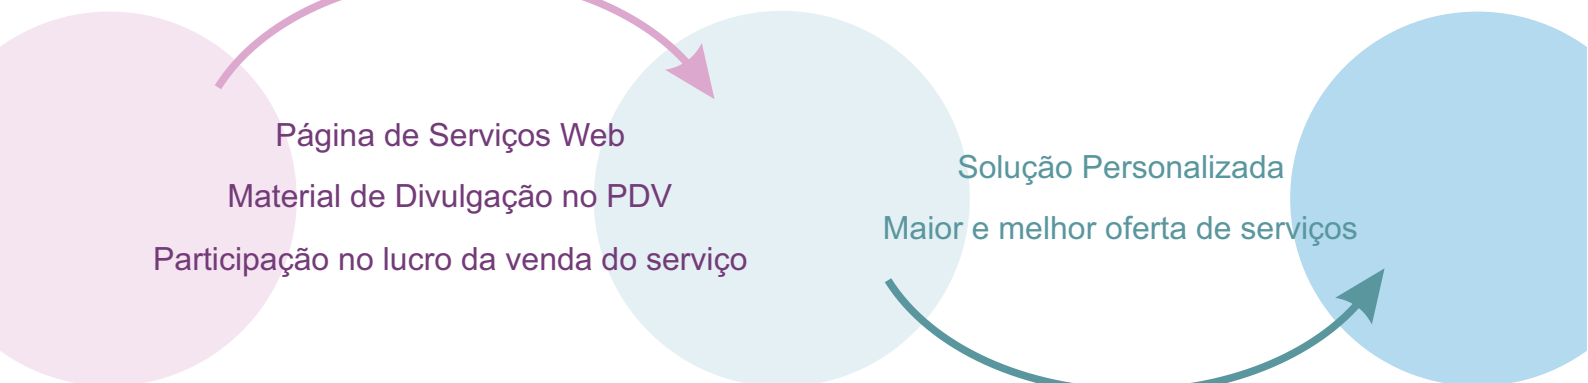 Página de Serviços Web
Material de Divulgação no PDV
Participação no lucro da venda do serviço
Solução Personalizada
Maior e melhor oferta de serviços